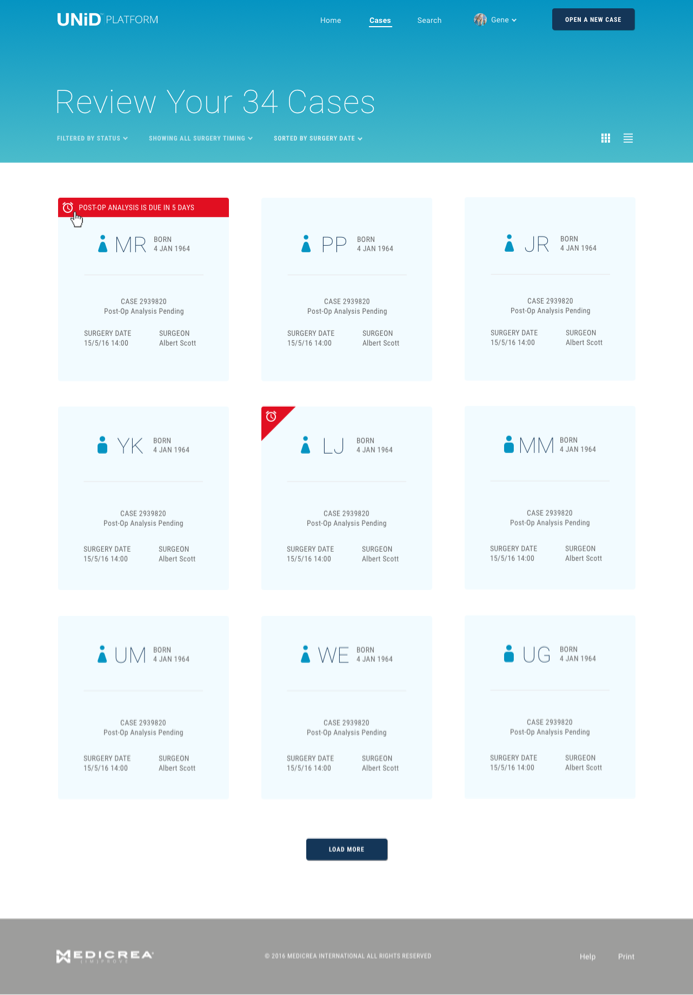 UNiD PLATFORM
Home Cases Search Gene OPEN A NEW CASE
Review Your 34 Cases
FILTERED BY STATUS SHOWING ALL SURGERY TIMING SORTED BY SURGERY DATE
POST-OP ANALYSIS IS DUE IN 5 DAYS
MR BORN
4 JAN 1964
CASE 2939820
Post-Op Analysis Pending
SURGERY DATE SURGEON
15/5/16 14:00 Albert Scott
PP BORN
4 JAN 1964
CASE 2939820
Post-Op Analysis Pending
SURGERY DATE SURGEON
15/5/16 14:00 Albert Scott
JR BORN
4 JAN 1964
CASE 2939820
Post-Op Analysis Pending
SURGERY DATE SURGEON
15/5/16 14:00 Albert Scott
YK BORN
4 JAN 1964
CASE 2939820
Post-Op Analysis Pending
SURGERY DATE SURGEON
15/5/16 14:00 Albert Scott
LJ BORN
4 JAN 1964
CASE 2939820
Post-Op Analysis Pending
SURGERY DATE SURGEON
15/5/16 14:00 Albert Scott
MM BORN
4 JAN 1964
CASE 2939820
Post-Op Analysis Pending
SURGERY DATE SURGEON
15/5/16 14:00 Albert Scott
UM BORN
4 JAN 1964
CASE 2939820
Post-Op Analysis Pending
SURGERY DATE SURGEON
15/5/16 14:00 Albert Scott
WE BORN
4 JAN 1964
CASE 2939820
Post-Op Analysis Pending
SURGERY DATE SURGEON
15/5/16 14:00 Albert Scott
UG BORN
4 JAN 1964
CASE 2939820
Post-Op Analysis Pending
SURGERY DATE SURGEON
15/5/16 14:00 Albert Scott
LOAD MORE
MEDICREA
© 2016 MEDICREA INTERNATIONAL ALL RIGHTS RESERVED
Help Print